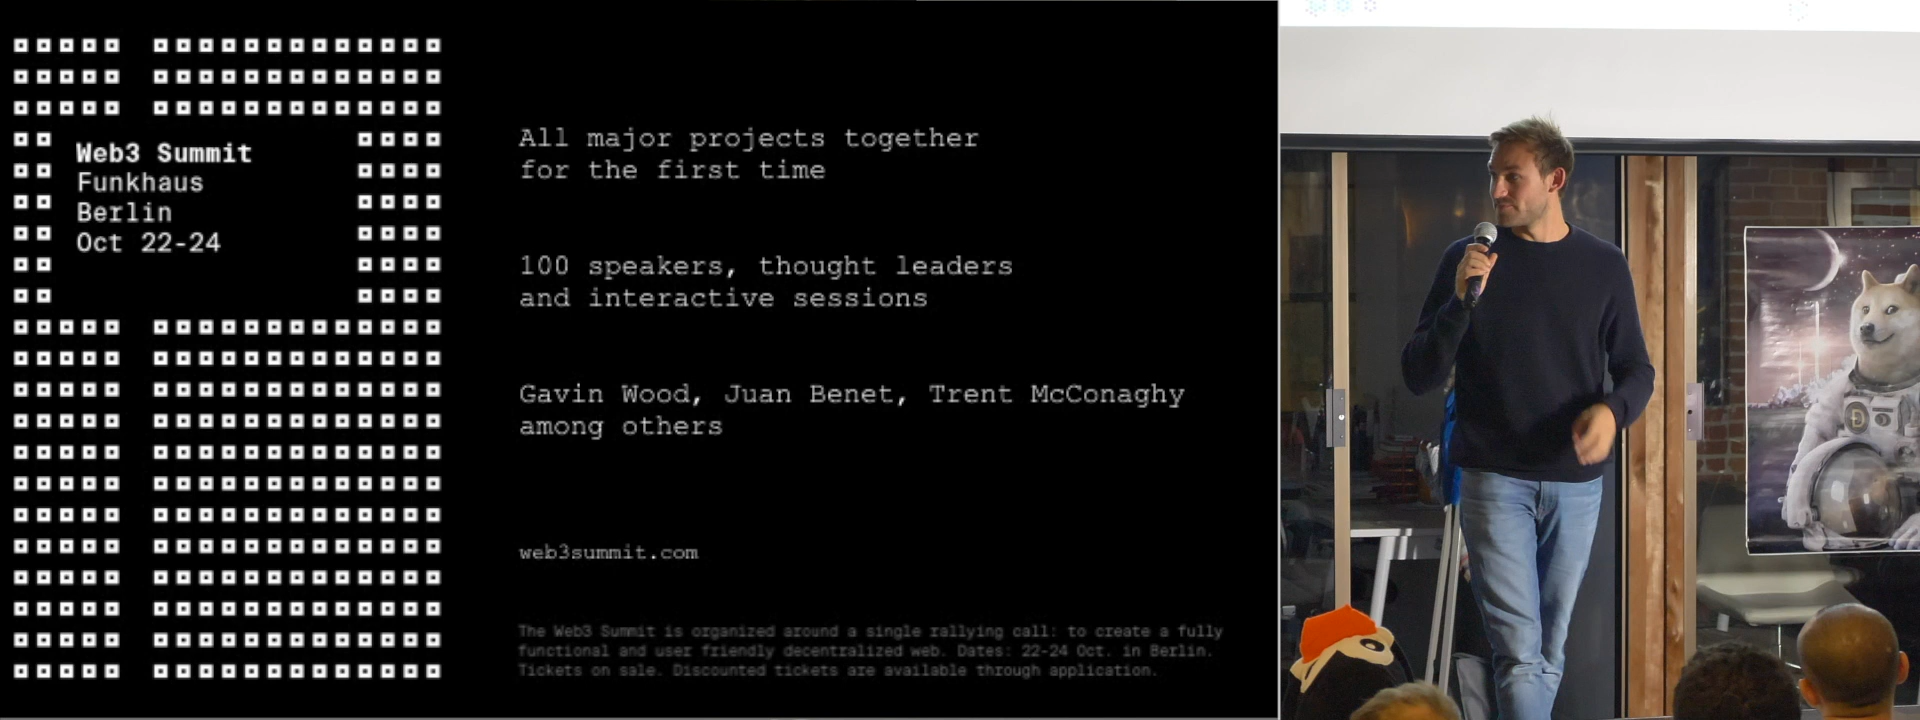 Web3 Summit
Funkhaus
Berlin
Oct 22-24
All major projects together
for the first time
100 speakers, thought leaders
and interactive sessions
Gavin Wood, Juan Benet, Trent McConaghy
among others
web3summit.com
The Web3 Summit is organized around a single rallying call: to create a fully
functional and user friendly decentralized web. Dates: 22-24 Oct. in Berlin.
Tickets on sale. Discounted tickets are available through application.